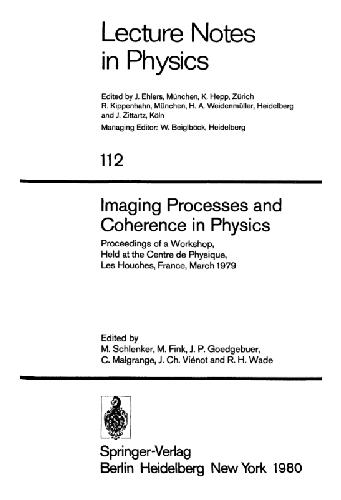 Lecture Notes
in Physics
Edited by J. Ehlers, München, K. Hepp, Zürich
R. Kippenhahn, München, H. A. Weidenmüller, Heidelberg
and J. Zittartz, Köln
Managing Editor: W. Beiglböck, Heidelberg
112
Imaging Processes and
Coherence in Physics
Proceedings of a Workshop,
Held at the Centre de Physique,
Les Houches, France, March 1979
Edited by
M. Schlenker, M. Fink, J. P. Goedgebuer,
C. Malgrange, J. Ch. Viénot and R. H. Wade
Springer-Verlag
Berlin Heidelberg New York 1980